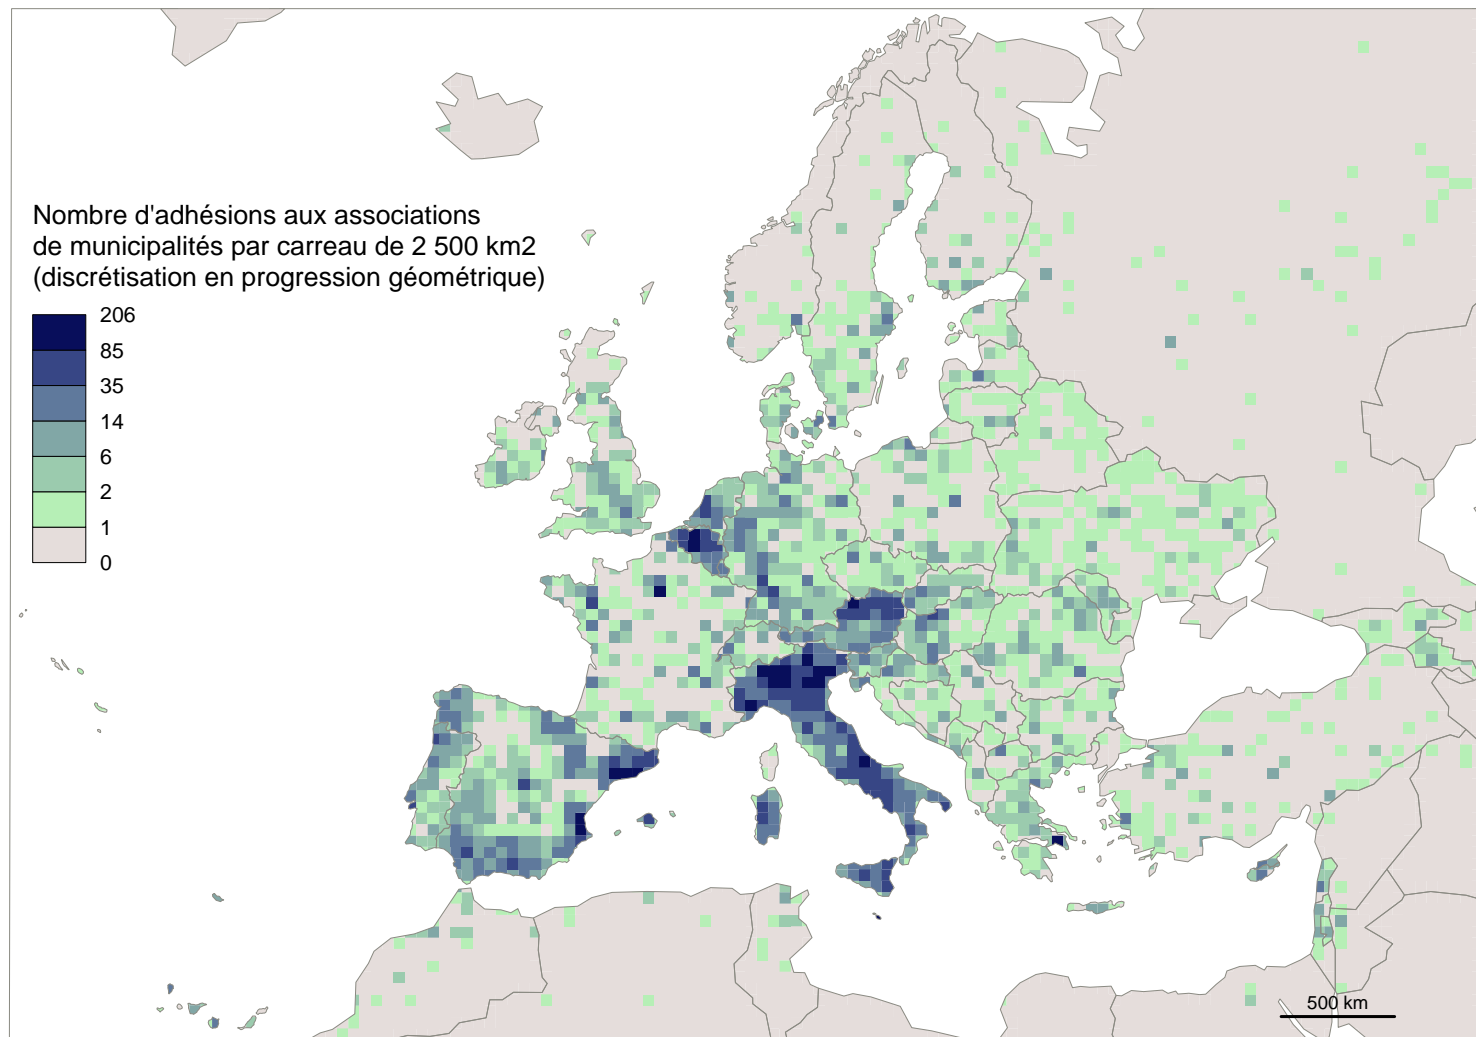 Nombre d'adhésions aux associations
de municipalités par carreau de 2 500 km2
(discrétisation en progression géométrique)
206
85
35
14
6
2
1
0
500 km